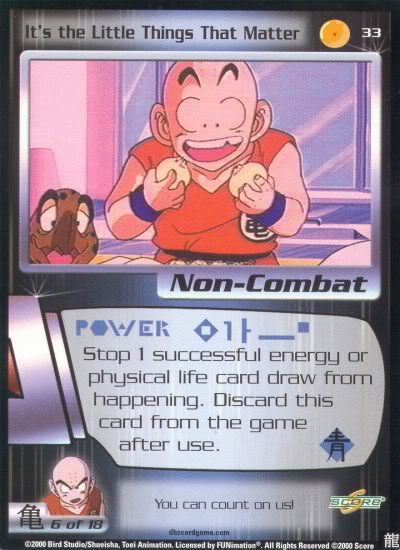 It's the Little Things That Matter 33
Non-Combat
POWER
Stop 1 successful energy or
physical life card draw from
happening. Discard this
card from the game
after use.
青
亀 6 of 18
You can count on us!
SCORE
dbzcardgame.com
©2000 Bird Studio/Shueisha, Toei Animation. Licensed by FUNimation®. All Rights Reserved ©2000 Score
龍